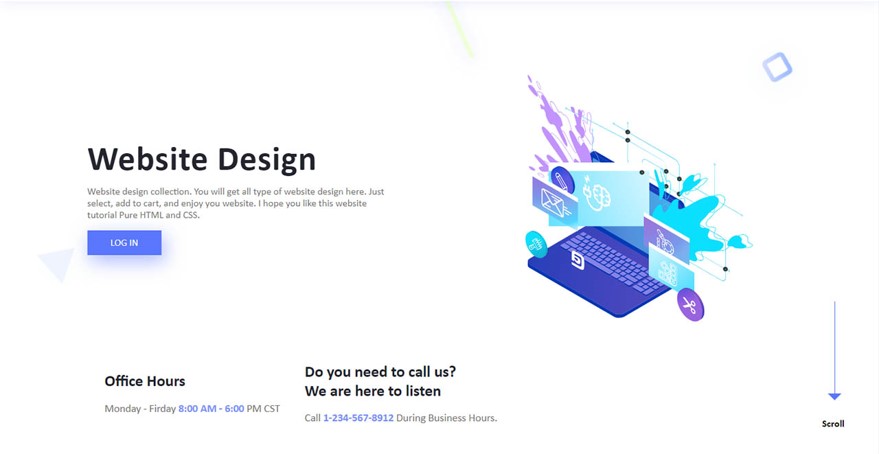 Website Design
Website design collection. You will get all type of website design here. Just
select, add to cart, and enjoy you website. I hope you like this website
tutorial Pure HTML and CSS.
LOG IN
Office Hours
Monday - Firday 8:00 AM - 6:00 PM CST
Do you need to call us?
We are here to listen
Call 1-234-567-8912 During Business Hours.
Scroll